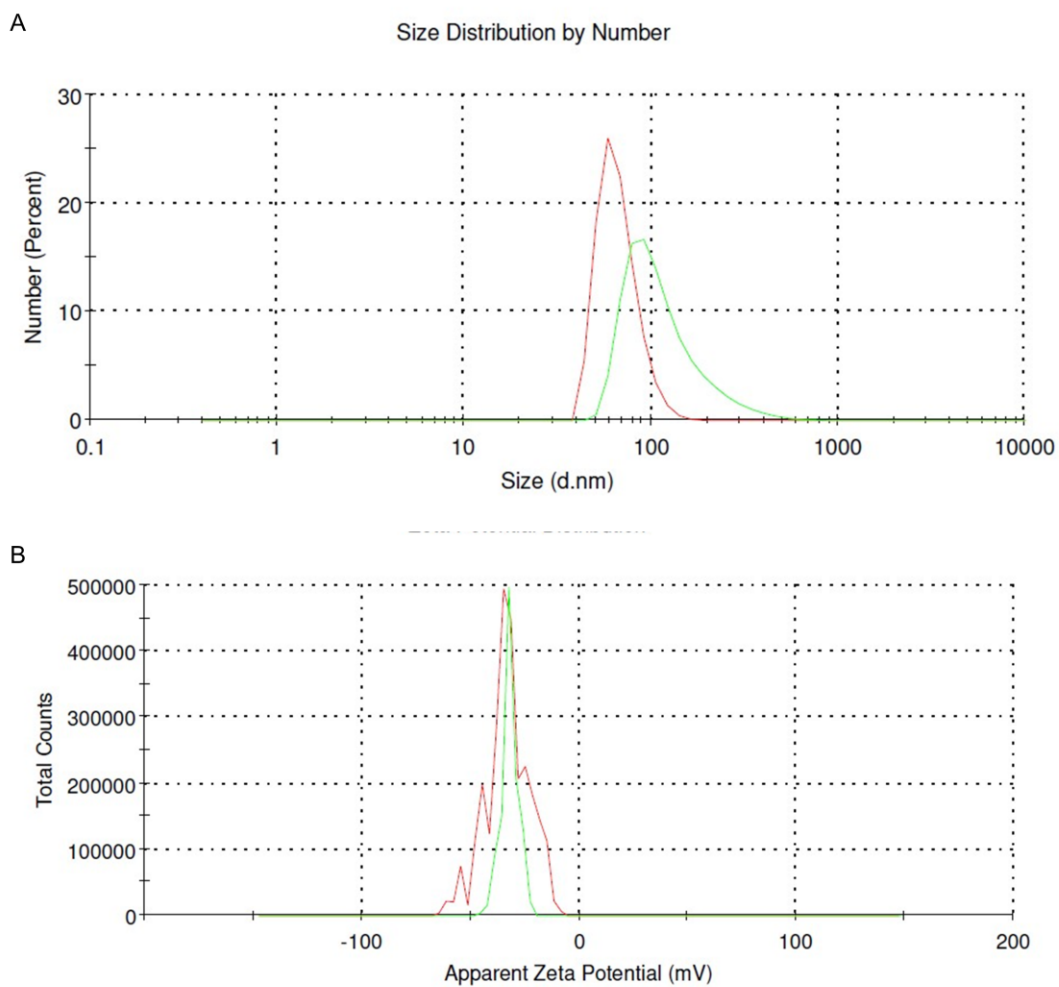 A
Size Distribution by Number
30
20
10
0
Number (Percent)
0.1 1 10 100 1000 10000
Size (d.nm)
B
500000
400000
300000
200000
100000
0
Total Counts
-100 0 100 200
Apparent Zeta Potential (mV)